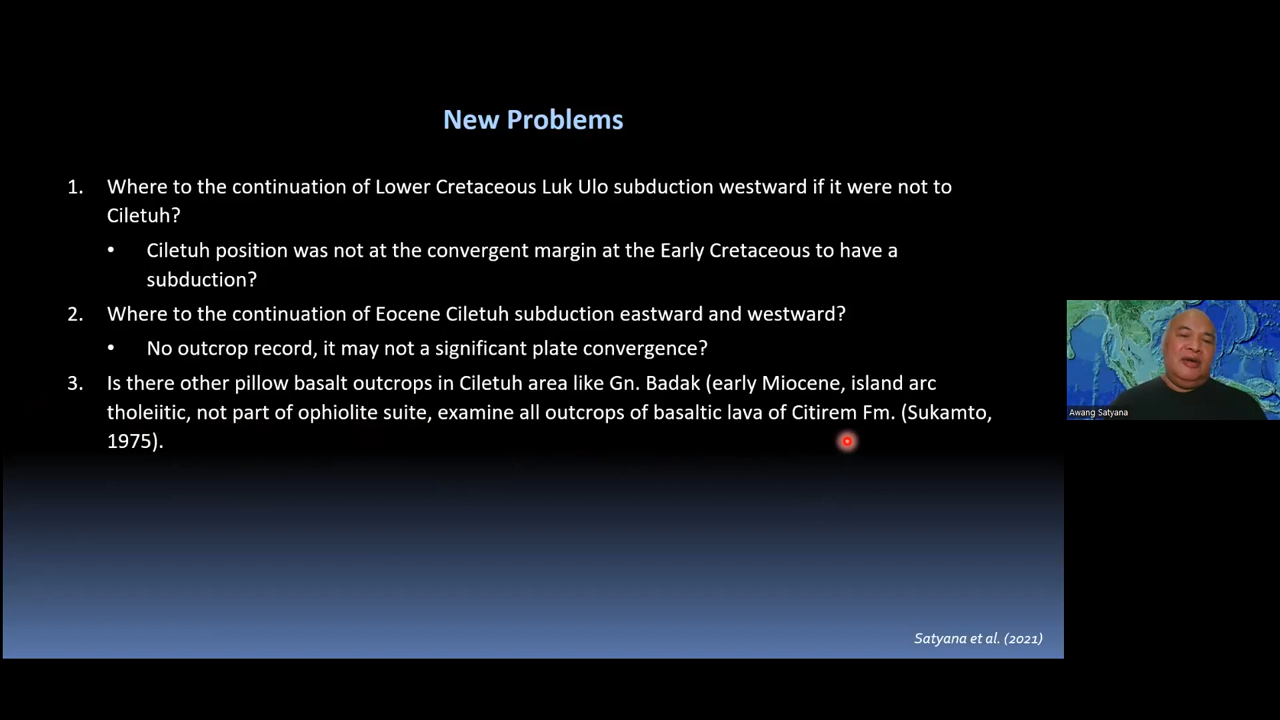 New Problems
1. Where to the continuation of Lower Cretaceous Luk Ulo subduction westward if it were not to
Ciletuh?
• Ciletuh position was not at the convergent margin at the Early Cretaceous to have a
subduction?
2. Where to the continuation of Eocene Ciletuh subduction eastward and westward?
• No outcrop record, it may not a significant plate convergence?
3. Is there other pillow basalt outcrops in Ciletuh area like Gn. Badak (early Miocene, island arc
tholeiitic, not part of ophiolite suite, examine all outcrops of basaltic lava of Citirem Fm. (Sukamto,
1975).
Awang Satyana
Satyana et al. (2021)